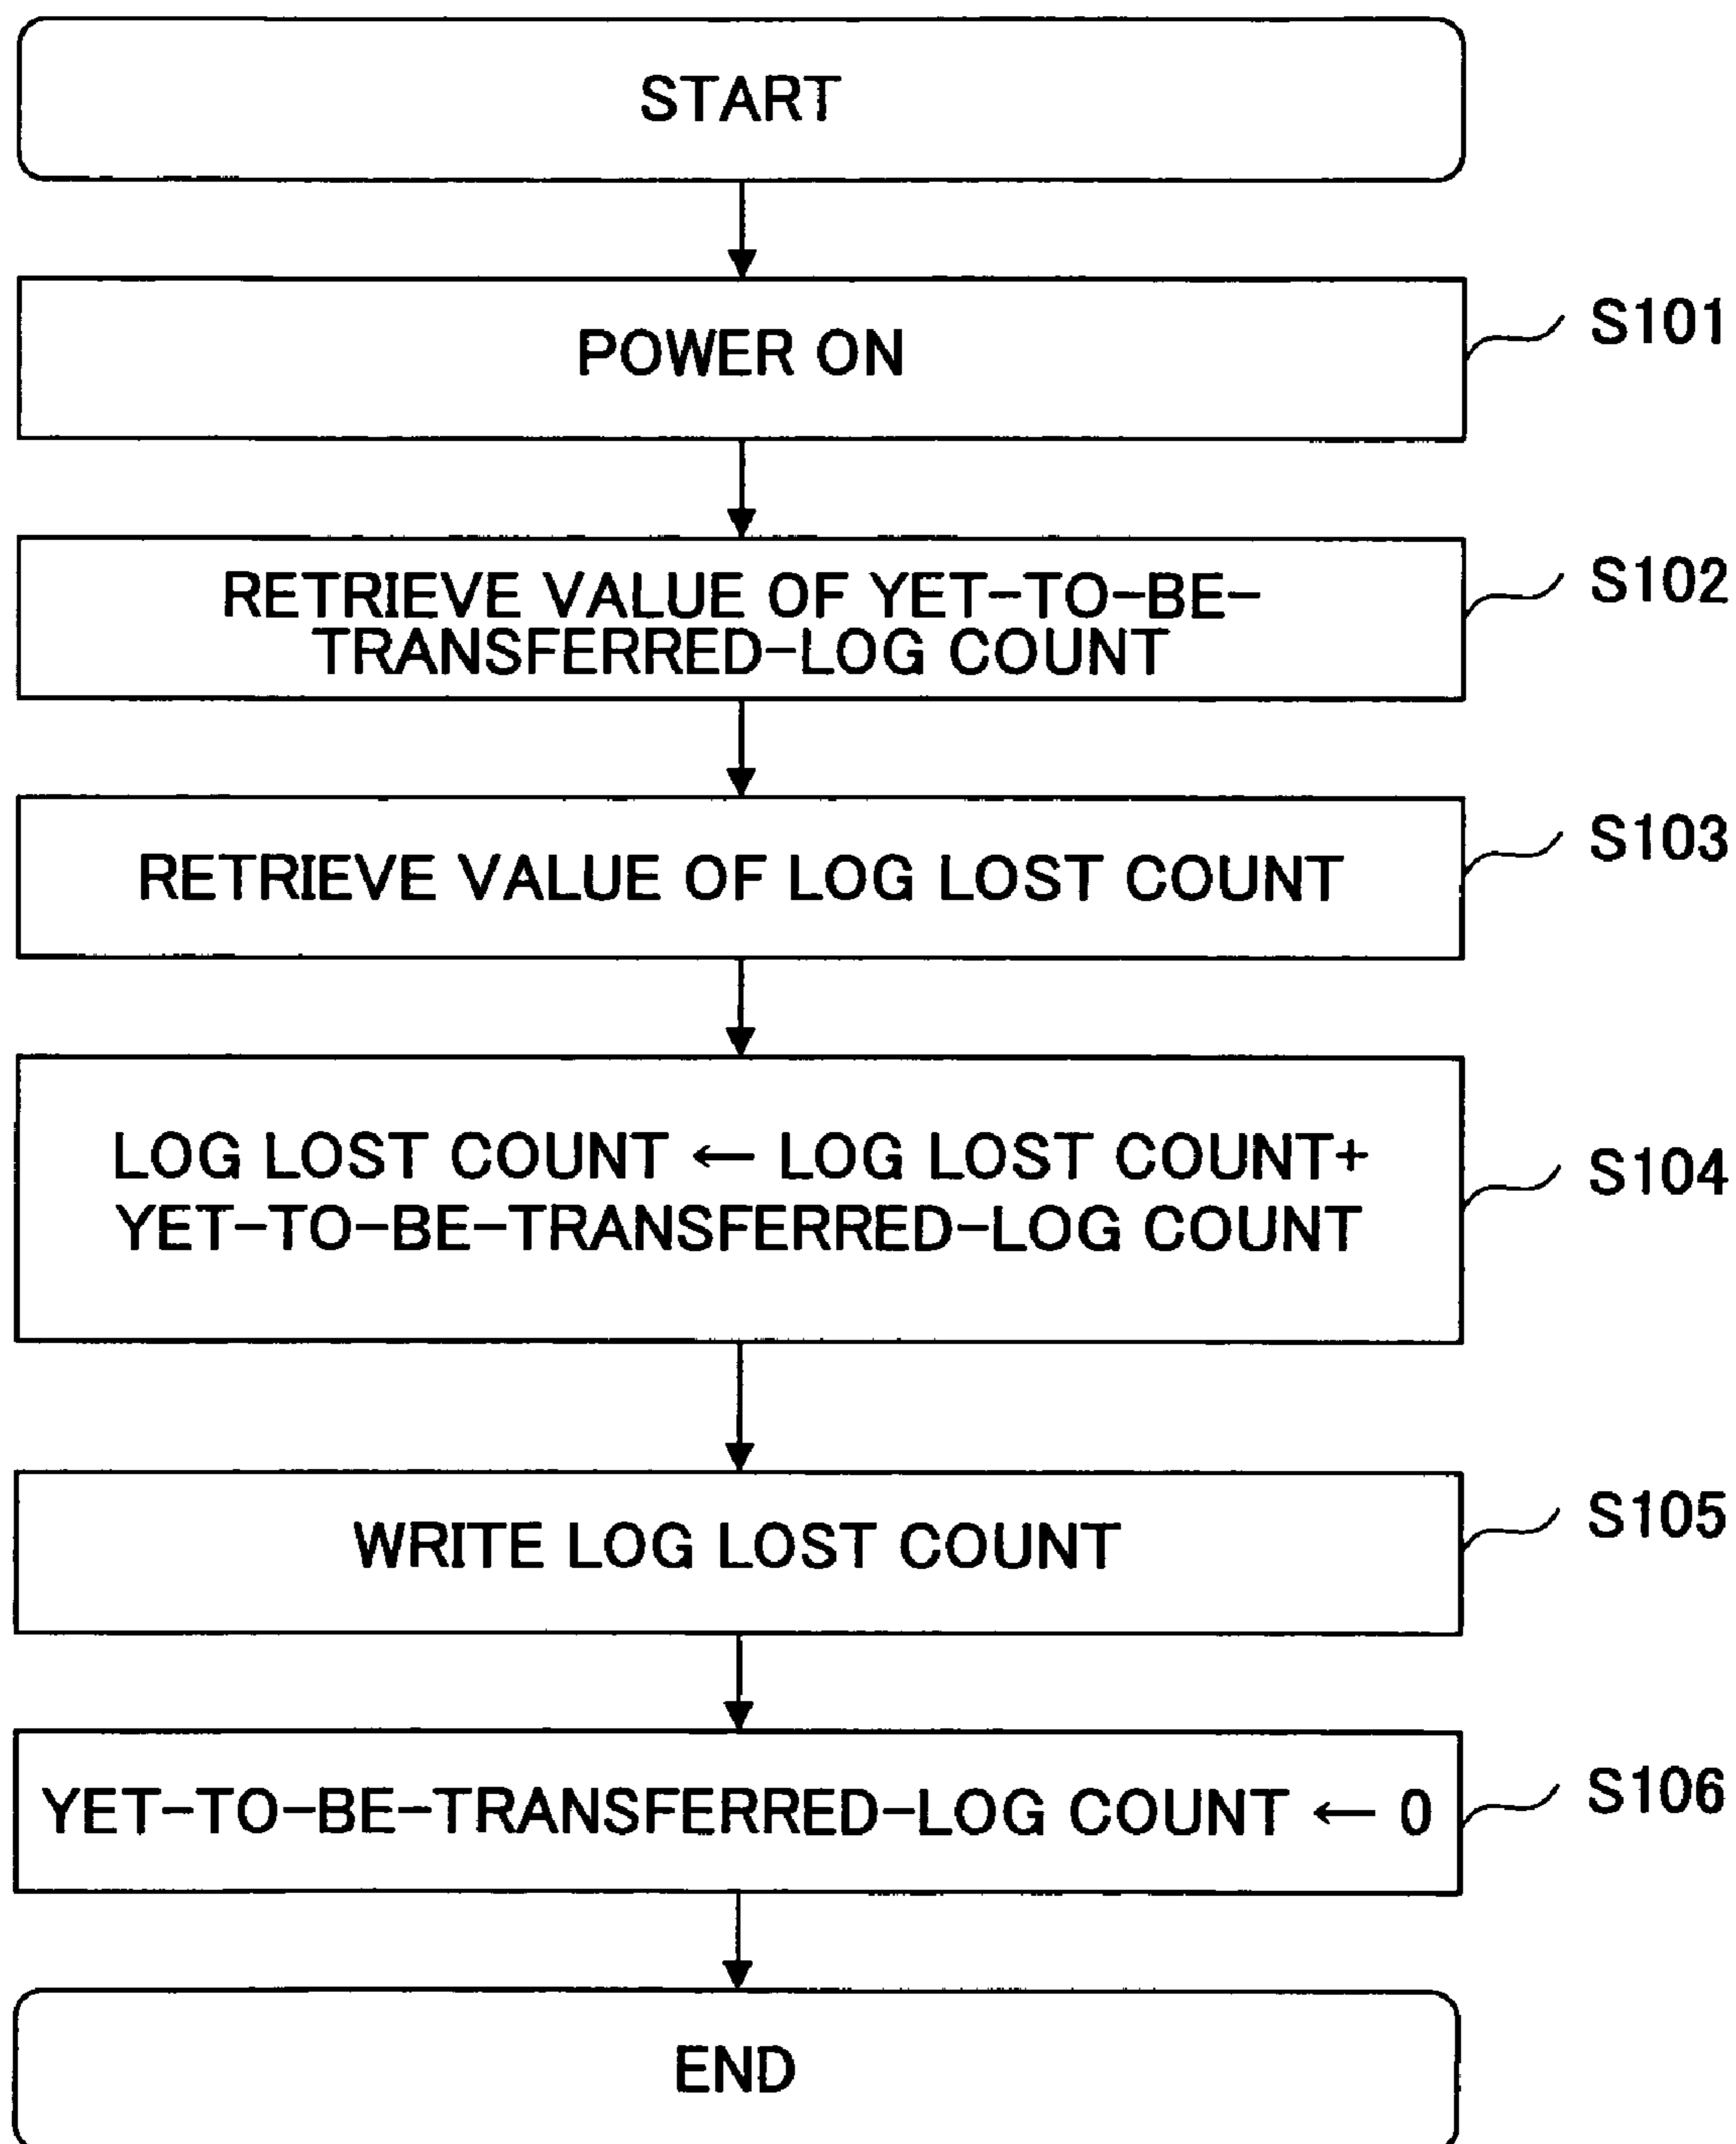 START
POWER ON
S101
RETRIEVE VALUE OF YET-TO-BE-
TRANSFERRED-LOG COUNT
S102
RETRIEVE VALUE OF LOG LOST COUNT
S103
LOG LOST COUNT ← LOG LOST COUNT+
YET-TO-BE-TRANSFERRED-LOG COUNT
S104
WRITE LOG LOST COUNT
S105
YET-TO-BE-TRANSFERRED-LOG COUNT ← 0
S106
END